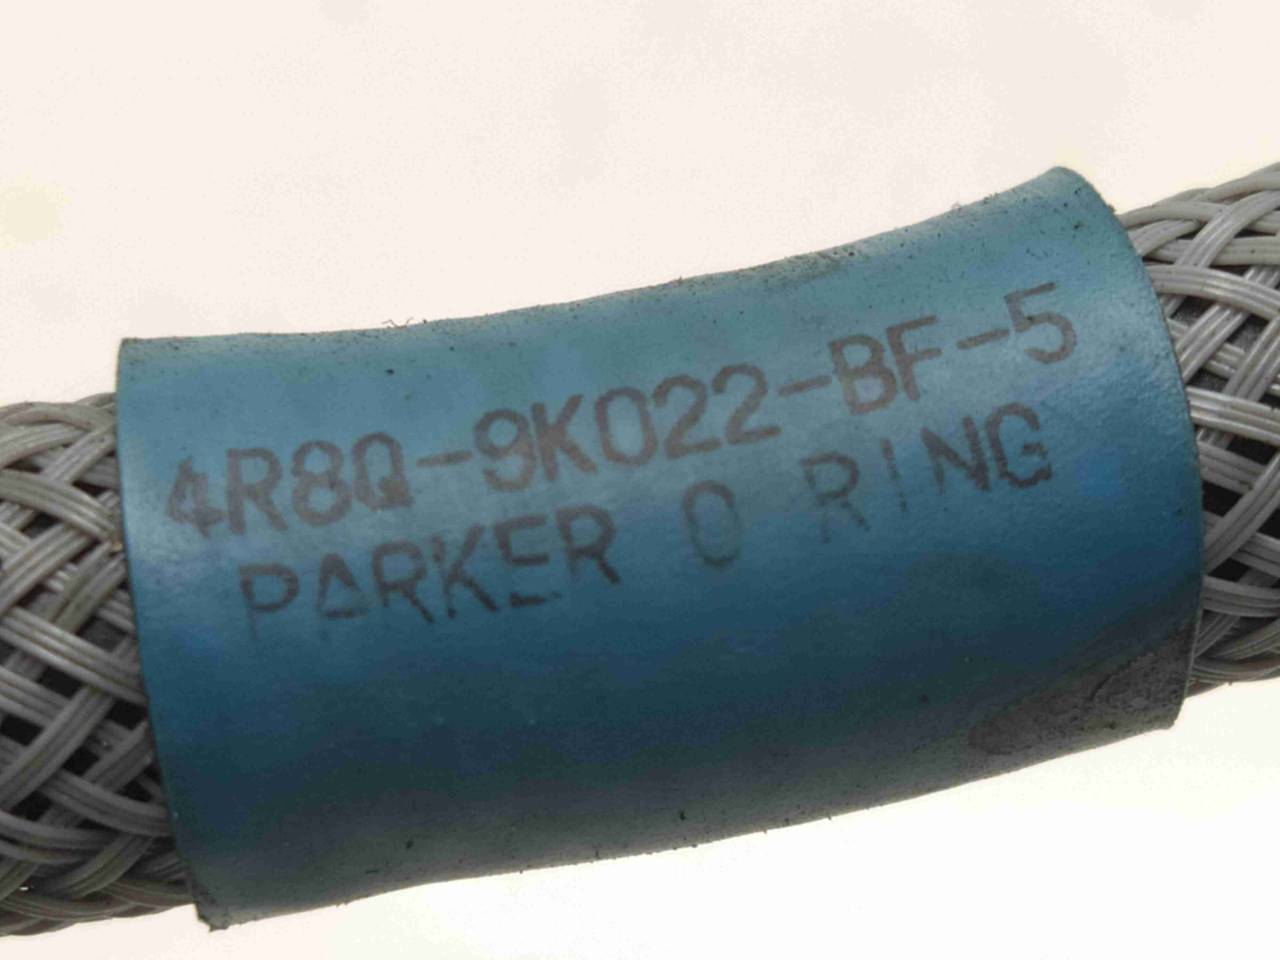 4R8Q-9K022-BF-5
PARKER O RING